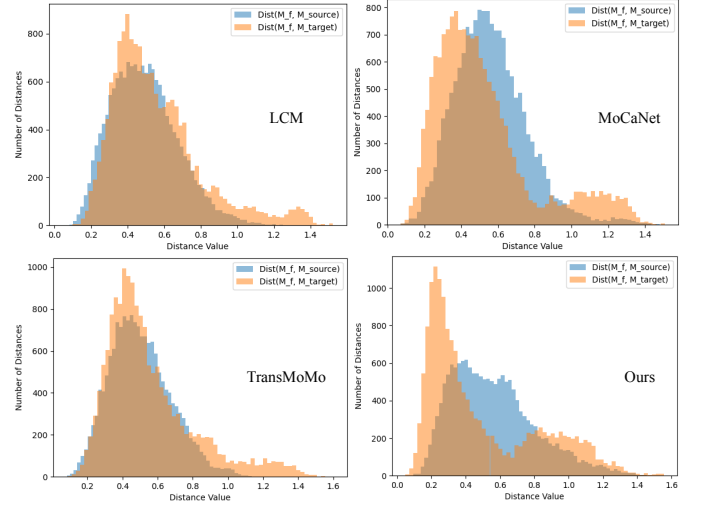 Dist(M_f, M_source)
Dist(M_f, M_target)
LCM
Number of Distances
800
600
400
200
0
0.0 0.2 0.4 0.6 0.8 1.0 1.2 1.4
Distance Value
Dist(M_f, M_source)
Dist(M_f, M_target)
MoCaNet
Number of Distances
800
700
600
500
400
300
200
100
0
0.0 0.2 0.4 0.6 0.8 1.0 1.2 1.4
Distance Value
Dist(M_f, M_source)
Dist(M_f, M_target)
TransMoMo
Number of Distances
1000
800
600
400
200
0
0.2 0.4 0.6 0.8 1.0 1.2 1.4 1.6
Distance Value
Dist(M_f, M_source)
Dist(M_f, M_target)
Ours
Number of Distances
1000
800
600
400
200
0
0.0 0.2 0.4 0.6 0.8 1.0 1.2 1.4 1.6
Distance Value